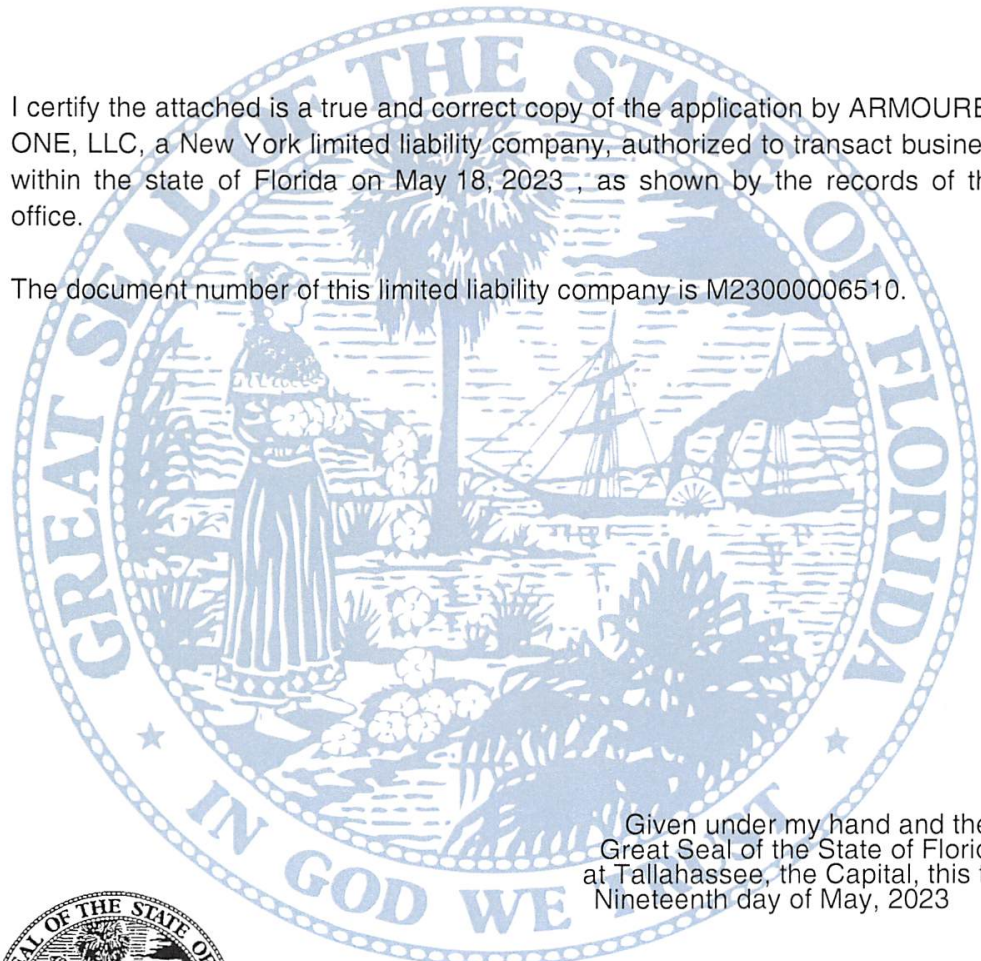 I certify the attached is a true and correct copy of the application by ARMOURE
ONE, LLC, a New York limited liability company, authorized to transact busine
within the state of Florida on May 18, 2023 , as shown by the records of th
office.
The document number of this limited liability company is M23000006510.
GREAT SEAL OF THE STATE OF FLORIDA
IN GOD WE TRUST
Given under my hand and the
Great Seal of the State of Florid
at Tallahassee, the Capital, this t
Nineteenth day of May, 2023
SEAL OF THE STATE OF